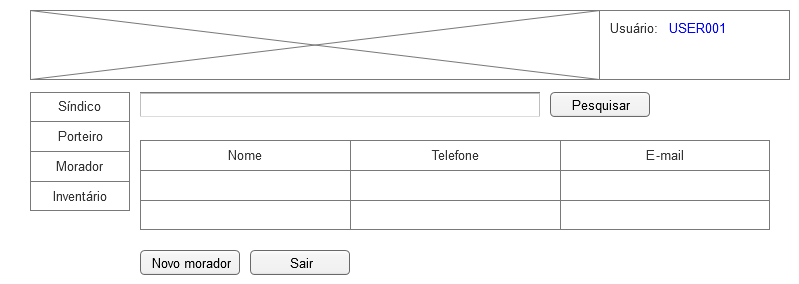 Usuário: USER001
Síndico
Porteiro
Morador
Inventário
Pesquisar
Nome Telefone E-mail
Novo morador Sair